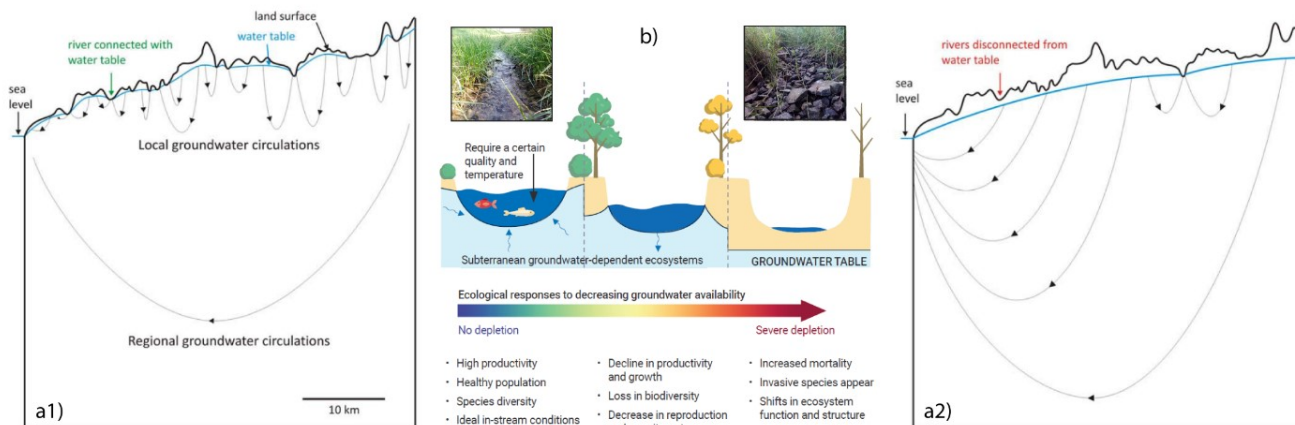 a1)
sea
level
river connected with
water table
water table
land surface
Local groundwater circulations
Regional groundwater circulations
10 km
b)
Require a certain
quality and
temperature
Subterranean groundwater-dependent ecosystems
GROUNDWATER TABLE
Ecological responses to decreasing groundwater availability
No depletion
Severe depletion
• High productivity
• Healthy population
• Species diversity
• Ideal in-stream conditions
• Decline in productivity
and growth
• Loss in biodiversity
• Decrease in reproduction
• Increased mortality
• Invasive species appear
• Shifts in ecosystem
function and structure
a2)
sea
level
rivers disconnected from
water table